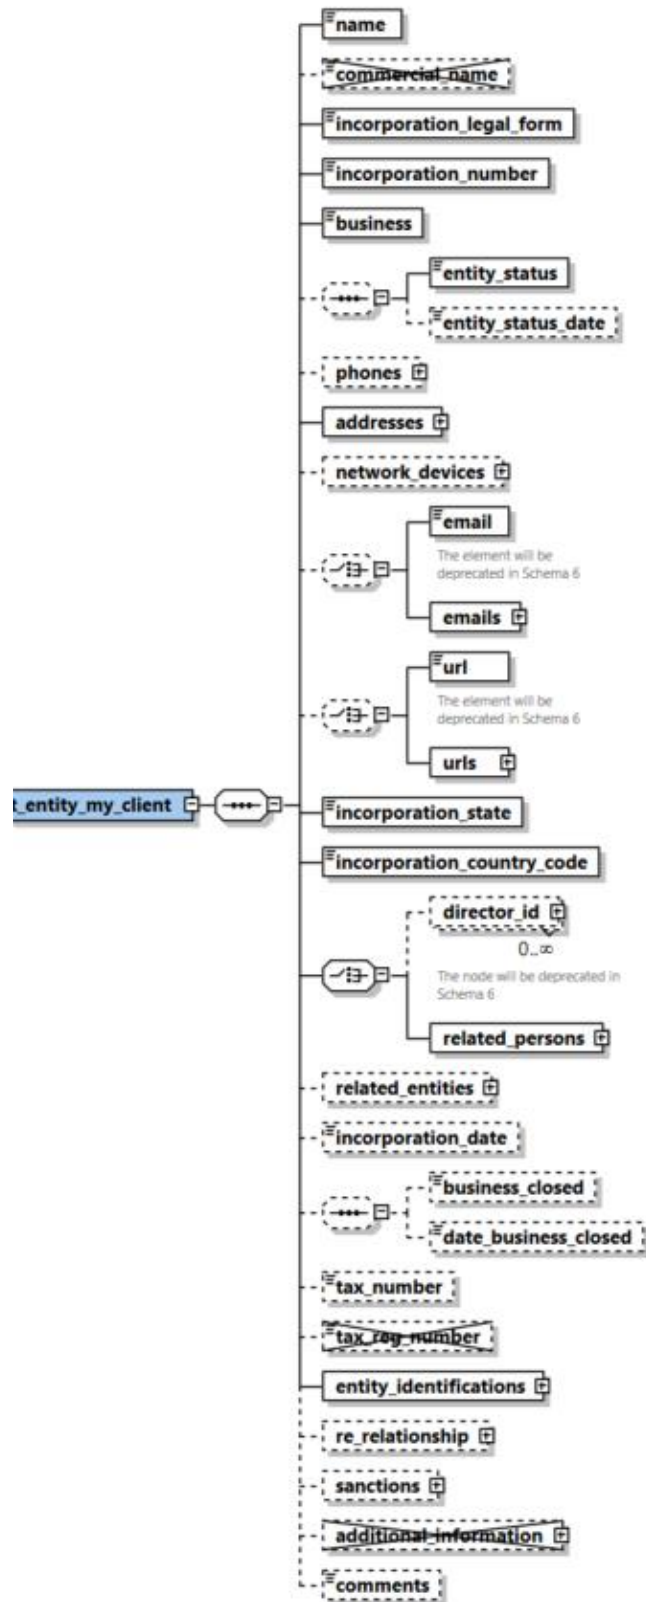 name
commercial_name
incorporation_legal_form
incorporation_number
business
entity_status
entity_status_date
phones
addresses
network_devices
email
The element will be
deprecated in Schema 6
emails
url
The element will be
deprecated in Schema 6
urls
t_entity_my_client
incorporation_state
incorporation_country_code
director_id
0..∞
The node will be deprecated in
Schema 6
related_persons
related_entities
incorporation_date
business_closed
date_business_closed
tax_number
tax_reg_number
entity_identifications
re_relationship
sanctions
additional_information
comments